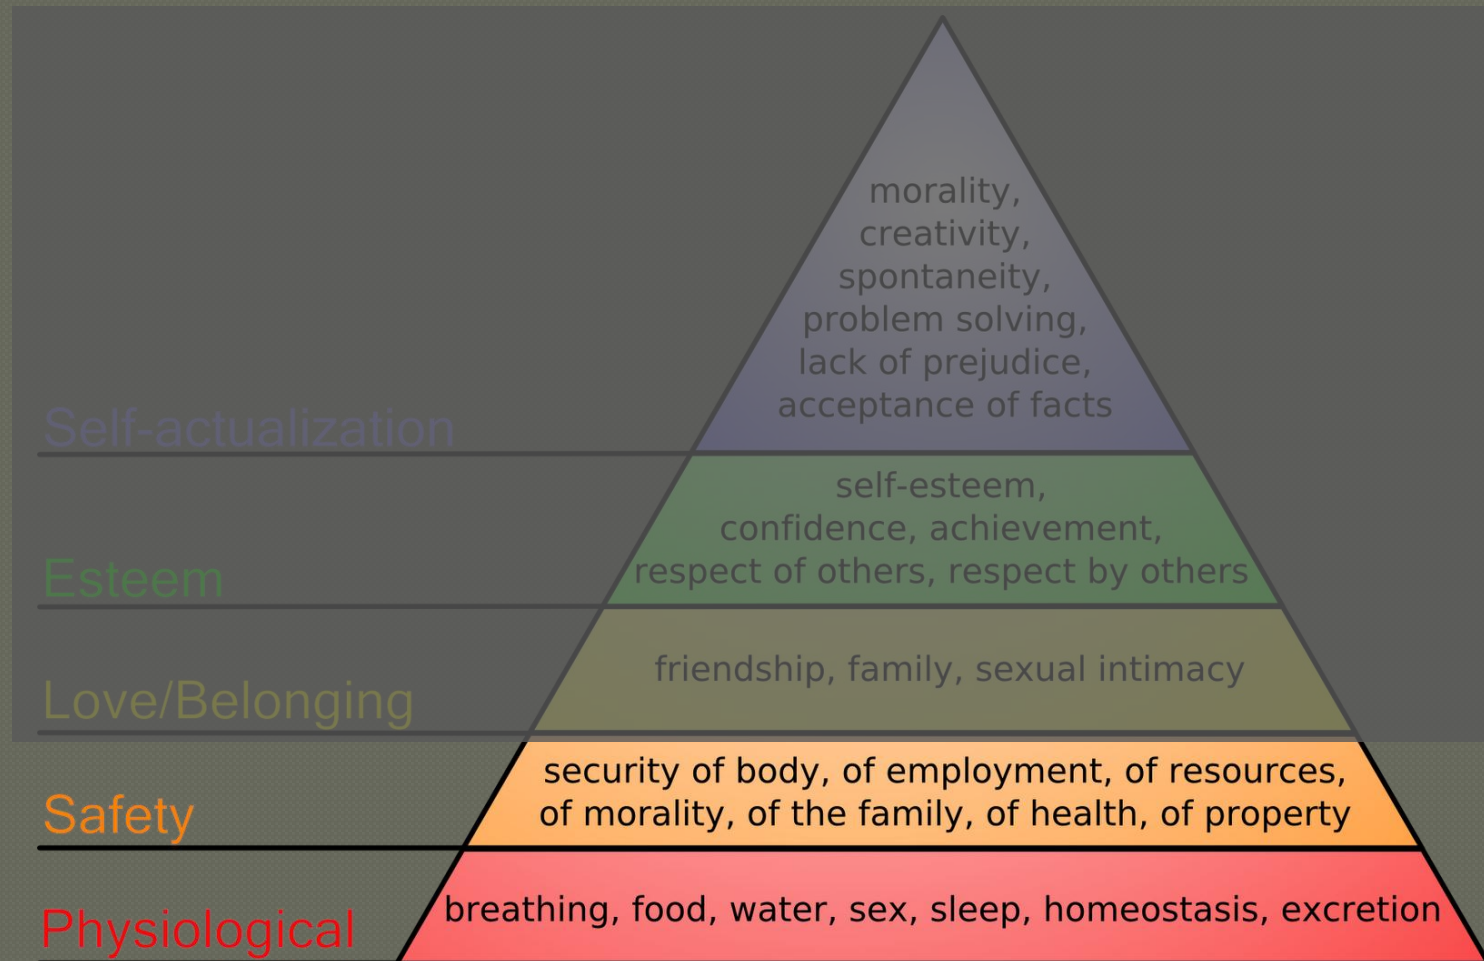 morality,
creativity,
spontaneity,
problem solving,
lack of prejudice,
acceptance of facts
Self-actualization
self-esteem,
confidence, achievement,
respect of others, respect by others
Esteem
friendship, family, sexual intimacy
Love/Belonging
security of body, of employment, of resources,
of morality, of the family, of health, of property
Safety
breathing, food, water, sex, sleep, homeostasis, excretion
Physiological